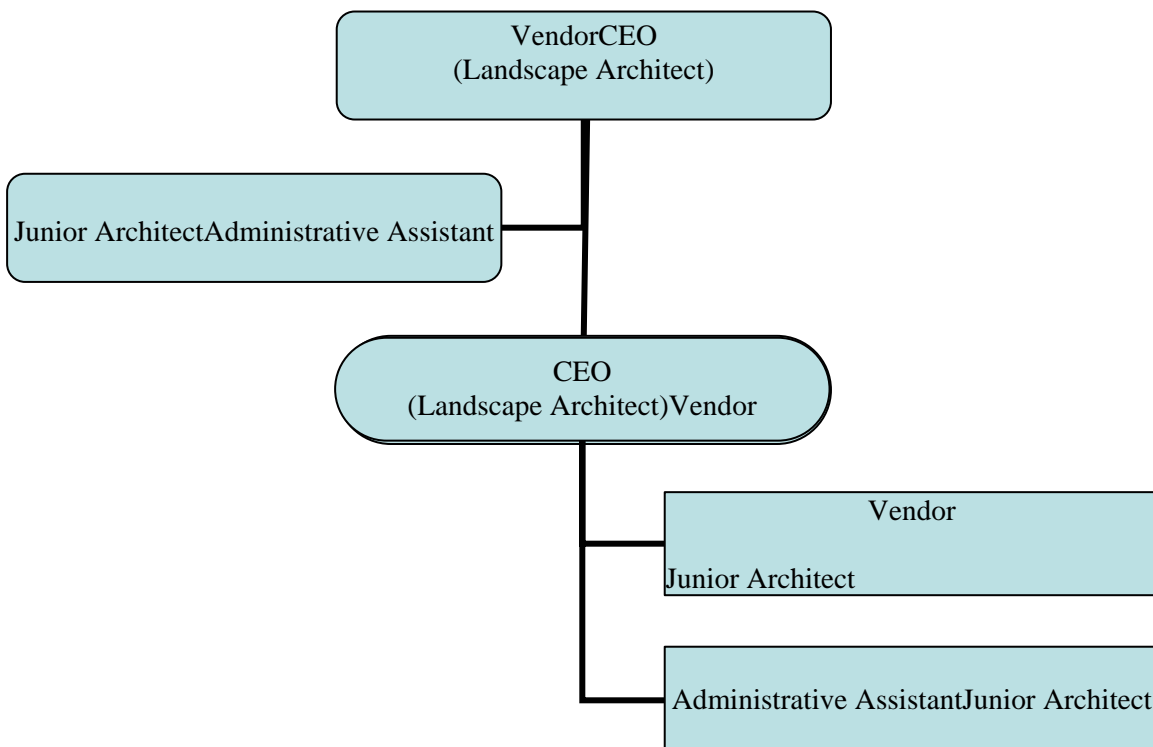 VendorCEO
(Landscape Architect)
Junior ArchitectAdministrative Assistant
CEO
(Landscape Architect)Vendor
Vendor
Junior Architect
Administrative AssistantJunior Architect